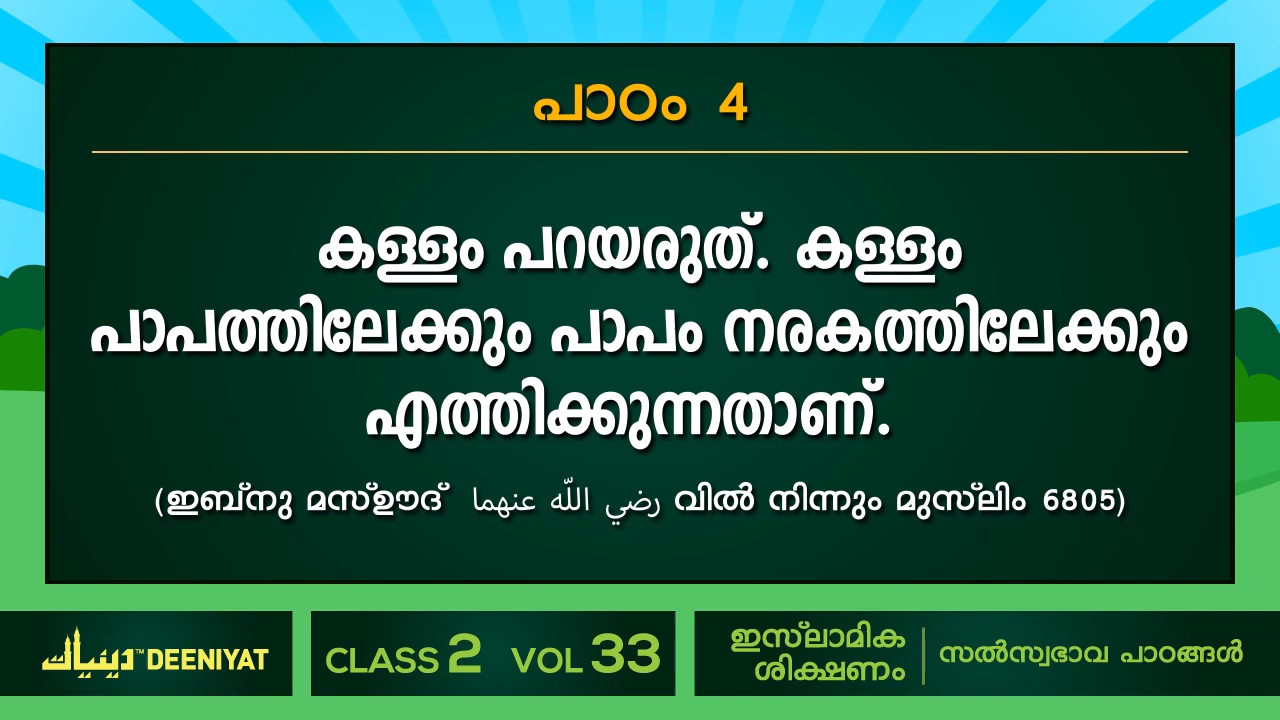 പാഠം 4
കള്ളം പറയരുത്. കള്ളം
പാപത്തിലേക്കും പാപം നരകത്തിലേക്കും
എത്തിക്കുന്നതാണ്.
(ഇബ്നു മസ്ഊദ് رضي الله عنهما വിൽ നിന്നും മുസ്‌ലിം 6805)
دينيات™ DEENIYAT
CLASS 2 VOL 33
ഇസ്‌ലാമിക
ശിക്ഷണം
സൽസ്വഭാവ പാഠങ്ങൾ